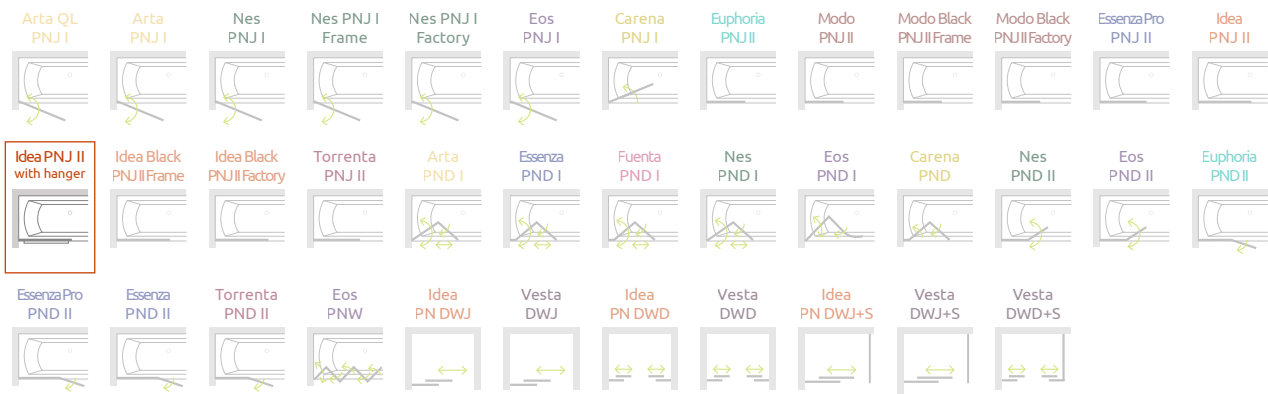 Arta QL
PNJ I
Arta
PNJ I
Nes
PNJ I
Nes PNJ I
Frame
Nes PNJ I
Factory
Eos
PNJ I
Carena
PNJ I
Euphoria
PNJ II
Modo
PNJ II
Modo Black
PNJ II Frame
Modo Black
PNJ II Factory
Essenza Pro
PNJ II
Idea
PNJ II
Idea PNJ II
with hanger
Idea Black
PNJ II Frame
Idea Black
PNJ II Factory
Torrenta
PNJ II
Arta
PND I
Essenza
PND I
Fuenta
PND I
Nes
PND I
Eos
PND I
Carena
PND
Nes
PND II
Eos
PND II
Euphoria
PND II
Essenza Pro
PND II
Essenza
PND II
Torrenta
PND II
Eos
PNW
Idea
PN DWJ
Vesta
DWJ
Idea
PN DWD
Vesta
DWD
Idea
PN DWJ+S
Vesta
DWJ+S
Vesta
DWD+S